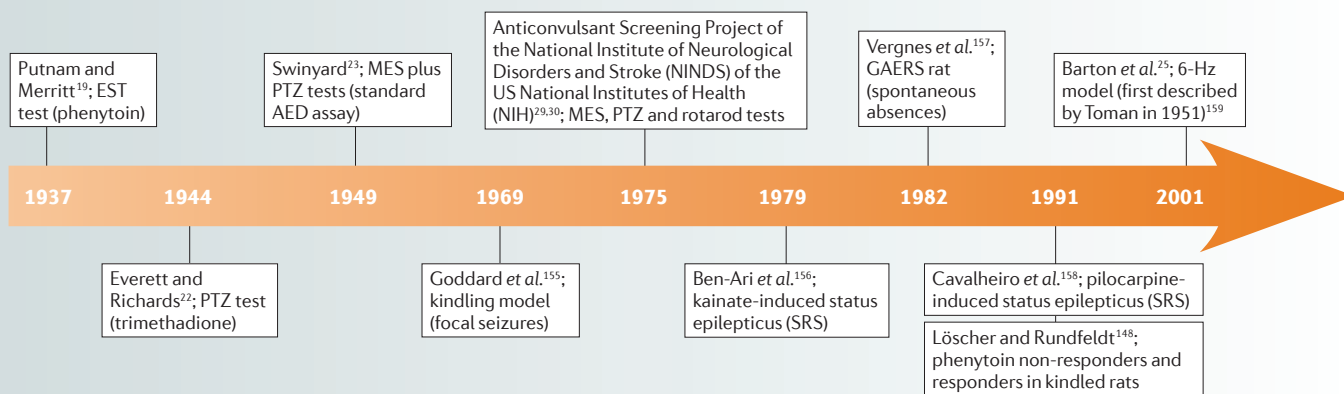 Putnam and
Merritt19; EST
test (phenytoin)
Swinyard23; MES plus
PTZ tests (standard
AED assay)
Anticonvulsant Screening Project of
the National Institute of Neurological
Disorders and Stroke (NINDS) of the
US National Institutes of Health
(NIH)29,30; MES, PTZ and rotarod tests
Vergnes et al.157;
GAERS rat
(spontaneous
absences)
Barton et al.25; 6-Hz
model (first described
by Toman in 1951)159
1937 1944 1949 1969 1975 1979 1982 1991 2001
Everett and
Richards22; PTZ test
(trimethadione)
Goddard et al.155;
kindling model
(focal seizures)
Ben-Ari et al.156;
kainate-induced status
epilepticus (SRS)
Cavalheiro et al.158; pilocarpine-
induced status epilepticus (SRS)
Löscher and Rundfeldt148;
phenytoin non-responders and
responders in kindled rats